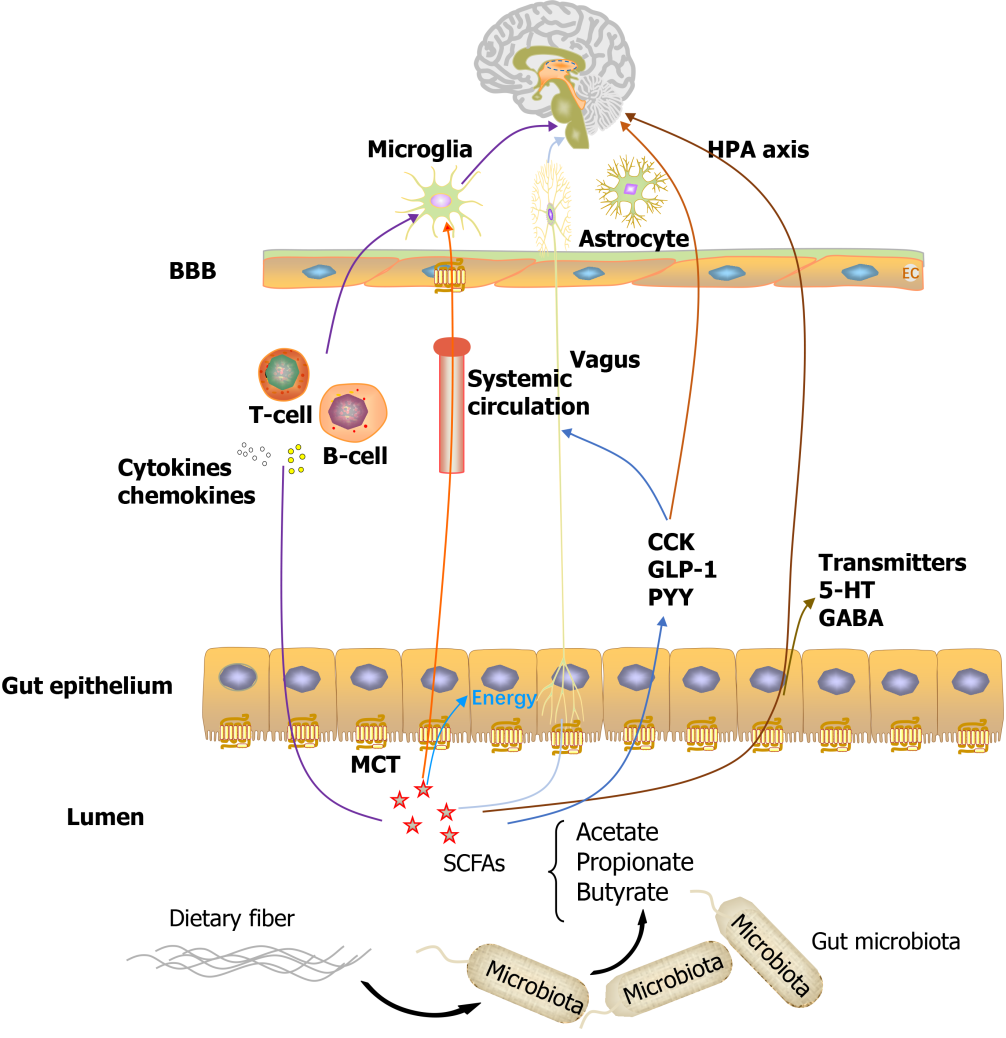 Microglia
HPA axis
Astrocyte
BBB
EC
Vagus
Systemic
circulation
T-cell
B-cell
Cytokines
chemokines
CCK
GLP-1
PYY
Transmitters
5-HT
GABA
Gut epithelium
Energy
MCT
Lumen
SCFAs
Acetate
Propionate
Butyrate
Dietary fiber
Microbiota
Microbiota
Microbiota
Gut microbiota